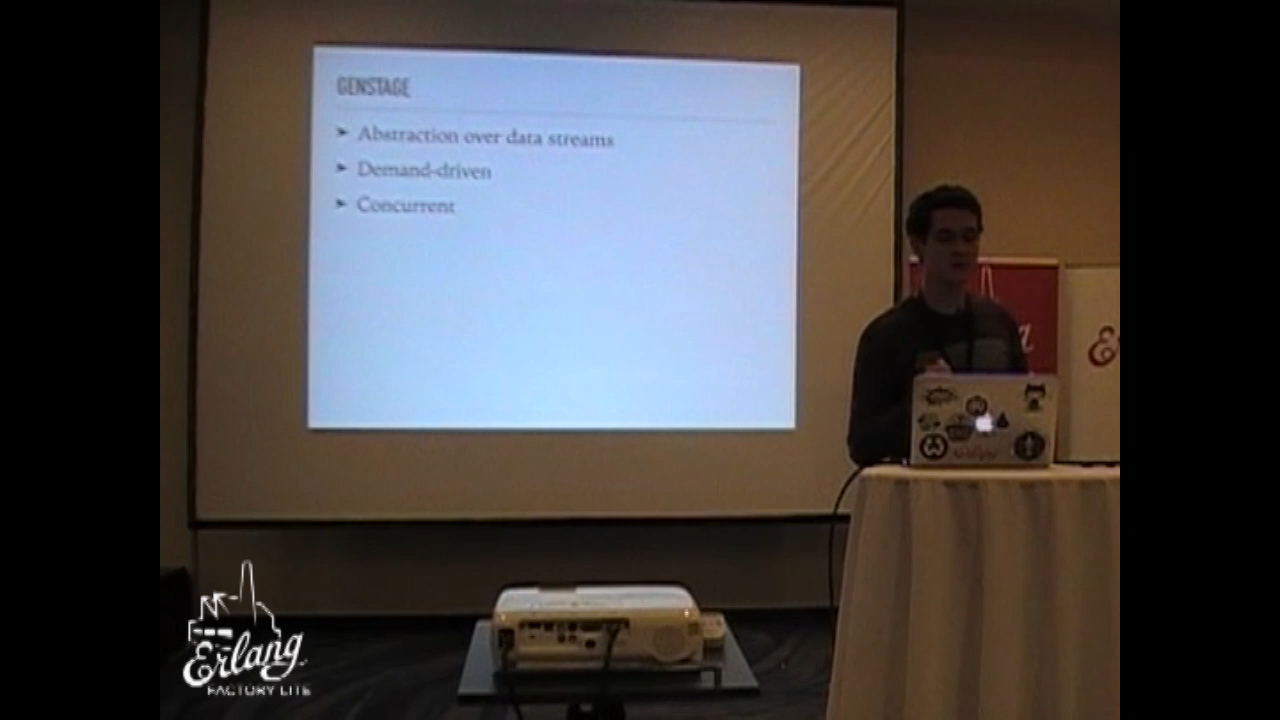 GENSTAGE
➤ Abstraction over data streams
➤ Demand-driven
➤ Concurrent
Erlang
FACTORY LITE